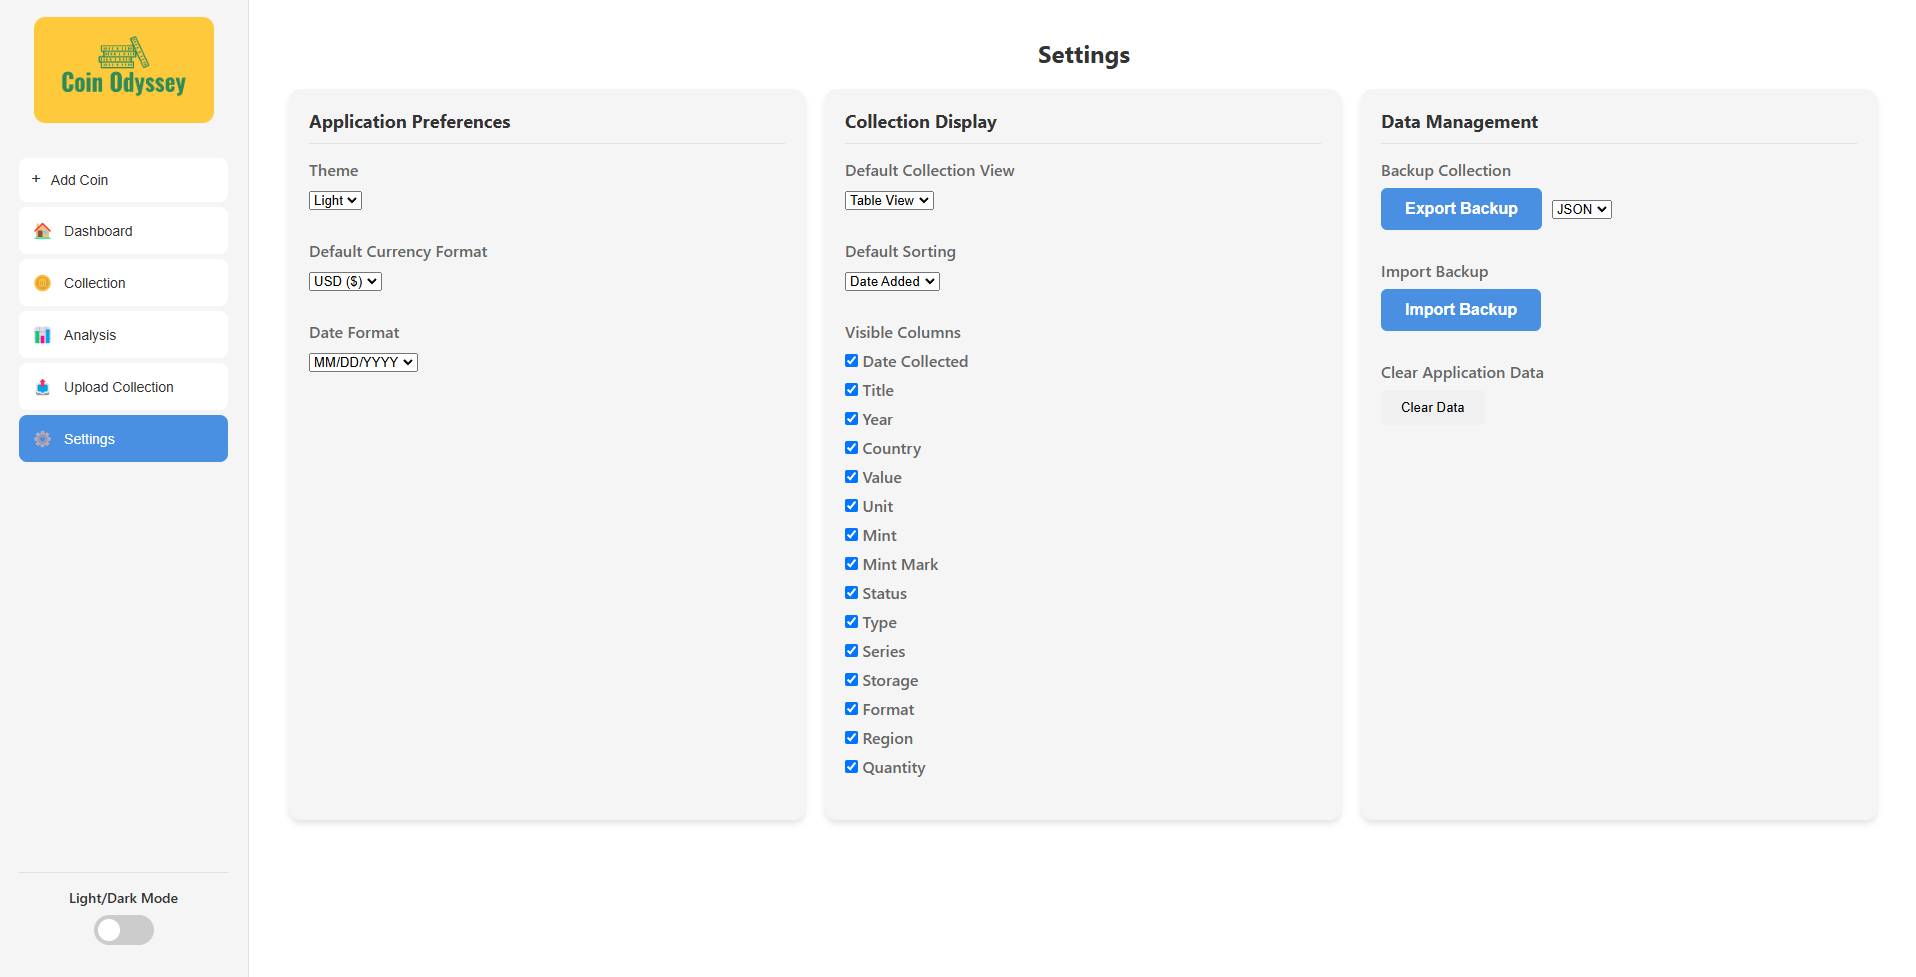 Coin Odyssey
+ Add Coin
Dashboard
Collection
Analysis
Upload Collection
Settings
Light/Dark Mode
Settings
Application Preferences
Theme
Light
Default Currency Format
USD ($)
Date Format
MM/DD/YYYY
Collection Display
Default Collection View
Table View
Default Sorting
Date Added
Visible Columns
Date Collected
Title
Year
Country
Value
Unit
Mint
Mint Mark
Status
Type
Series
Storage
Format
Region
Quantity
Data Management
Backup Collection
Export Backup JSON
Import Backup
Import Backup
Clear Application Data
Clear Data